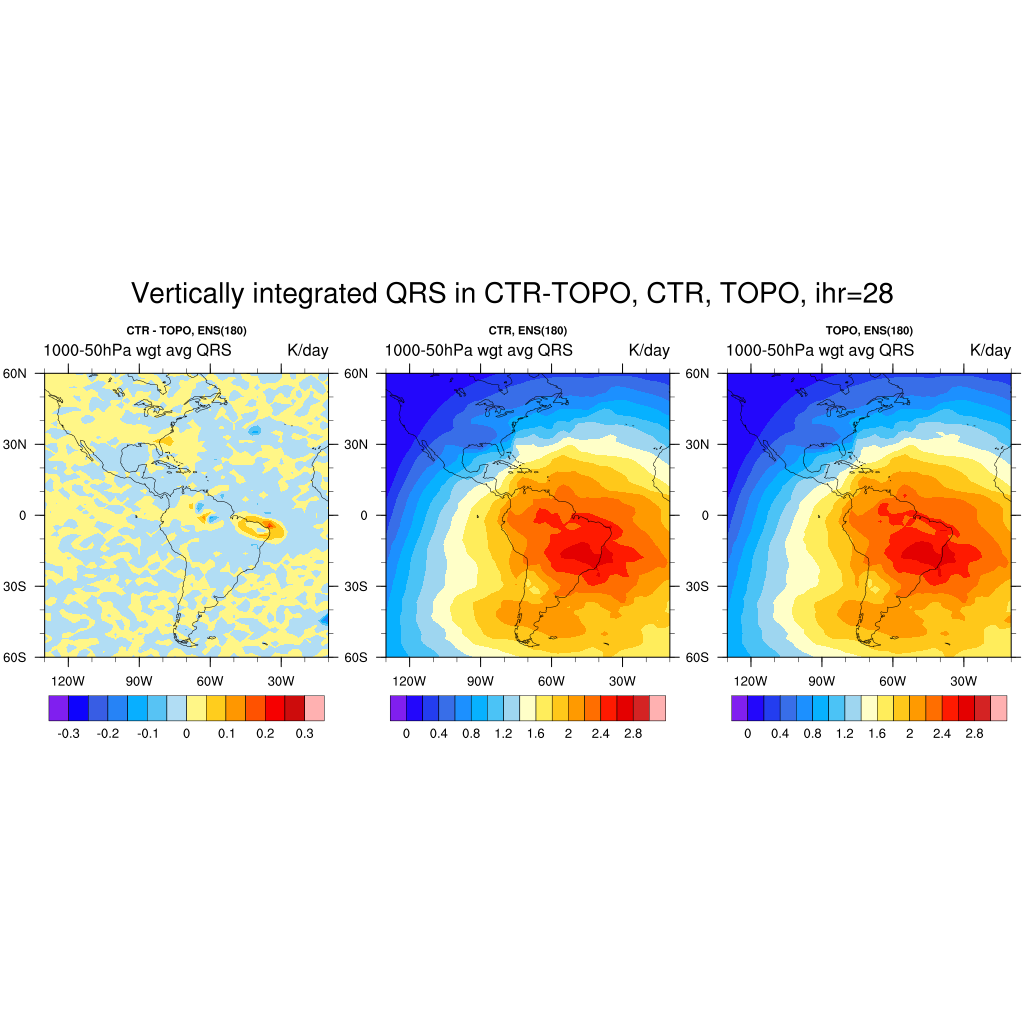 Vertically integrated QRS in CTR-TOPO, CTR, TOPO, ihr=28
CTR - TOPO, ENS(180)
1000-50hPa wgt avg QRS K/day
60N
30N
0
30S
60S
120W 90W 60W 30W
-0.3 -0.2 -0.1 0 0.1 0.2 0.3
CTR, ENS(180)
1000-50hPa wgt avg QRS K/day
60N
30N
0
30S
60S
120W 90W 60W 30W
0 0.4 0.8 1.2 1.6 2 2.4 2.8
TOPO, ENS(180)
1000-50hPa wgt avg QRS K/day
60N
30N
0
30S
60S
120W 90W 60W 30W
0 0.4 0.8 1.2 1.6 2 2.4 2.8